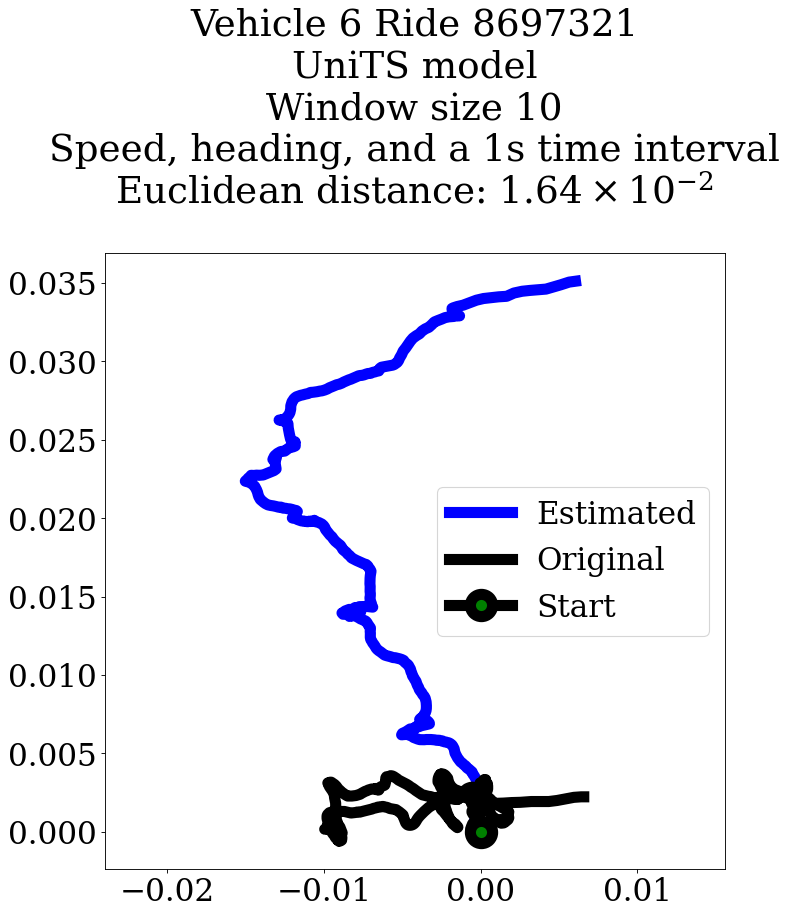 Vehicle 6 Ride 8697321
UniTS model
Window size 10
Speed, heading, and a 1s time interval
Euclidean distance: 1.64 × 10⁻²
0.035
0.030
0.025
0.020
0.015
0.010
0.005
0.000
Estimated
Original
Start
−0.02 −0.01 0.00 0.01